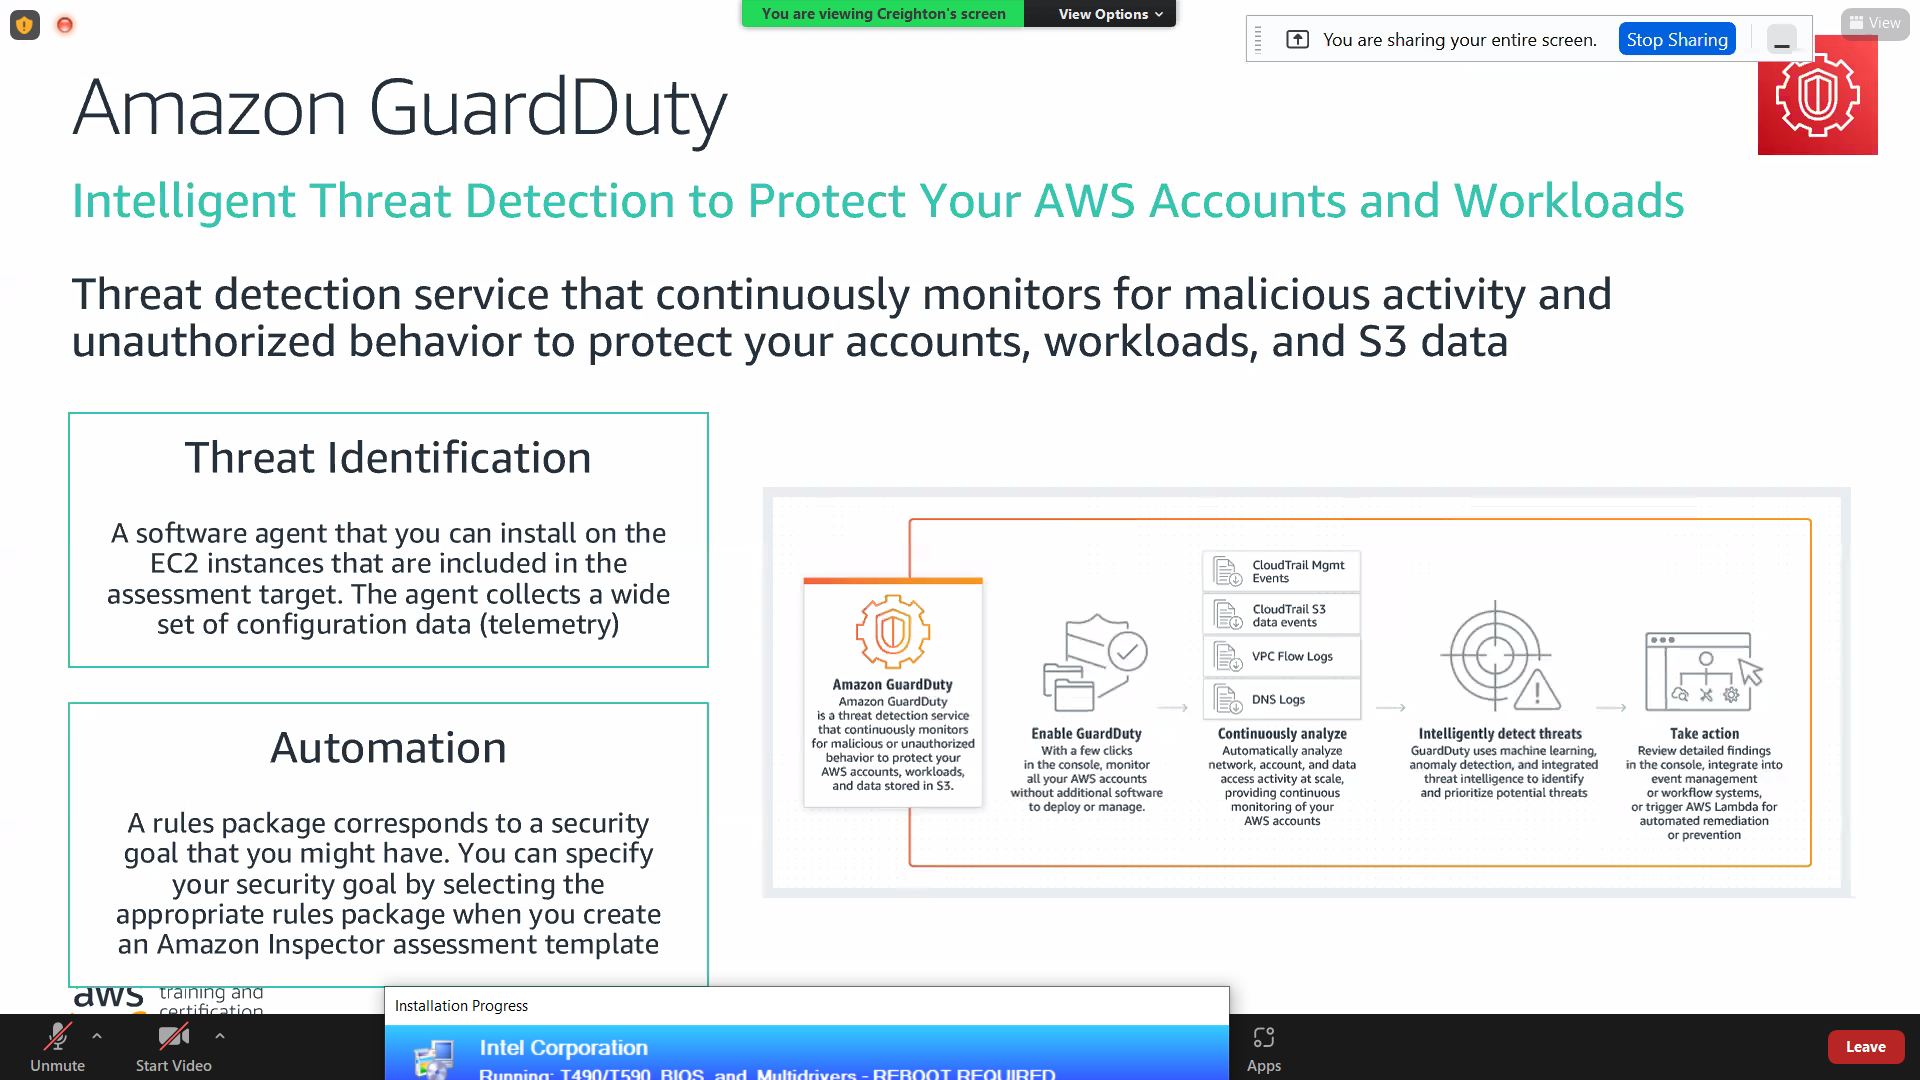 You are viewing Creighton's screen
View Options
You are sharing your entire screen.
Stop Sharing
View
Amazon GuardDuty
Intelligent Threat Detection to Protect Your AWS Accounts and Workloads
Threat detection service that continuously monitors for malicious activity and
unauthorized behavior to protect your accounts, workloads, and S3 data
Threat Identification
A software agent that you can install on the
EC2 instances that are included in the
assessment target. The agent collects a wide
set of configuration data (telemetry)
Automation
A rules package corresponds to a security
goal that you might have. You can specify
your security goal by selecting the
appropriate rules package when you create
an Amazon Inspector assessment template
Amazon GuardDuty
Amazon GuardDuty
is a threat detection service
that continuously monitors
for malicious or unauthorized
behavior to protect your
AWS accounts, workloads,
and data stored in S3.
Enable GuardDuty
With a few clicks
in the console, monitor
all your AWS accounts
without additional software
to deploy or manage.
CloudTrail Mgmt
Events
CloudTrail S3
data events
VPC Flow Logs
DNS Logs
Continuously analyze
Automatically analyze
network, account, and data
access activity at scale,
providing continuous
monitoring of your
AWS accounts
Intelligently detect threats
GuardDuty uses machine learning,
anomaly detection, and integrated
threat intelligence to identify
and prioritize potential threats
Take action
Review detailed findings
in the console, integrate into
event management
or workflow systems,
or trigger AWS Lambda for
automated remediation
or prevention
aws
training and
certification
Installation Progress
Intel Corporation
Running: T490/T590_BIOS_and_Multidrivers - REBOOT REQUIRED
Unmute
Start Video
Apps
Leave